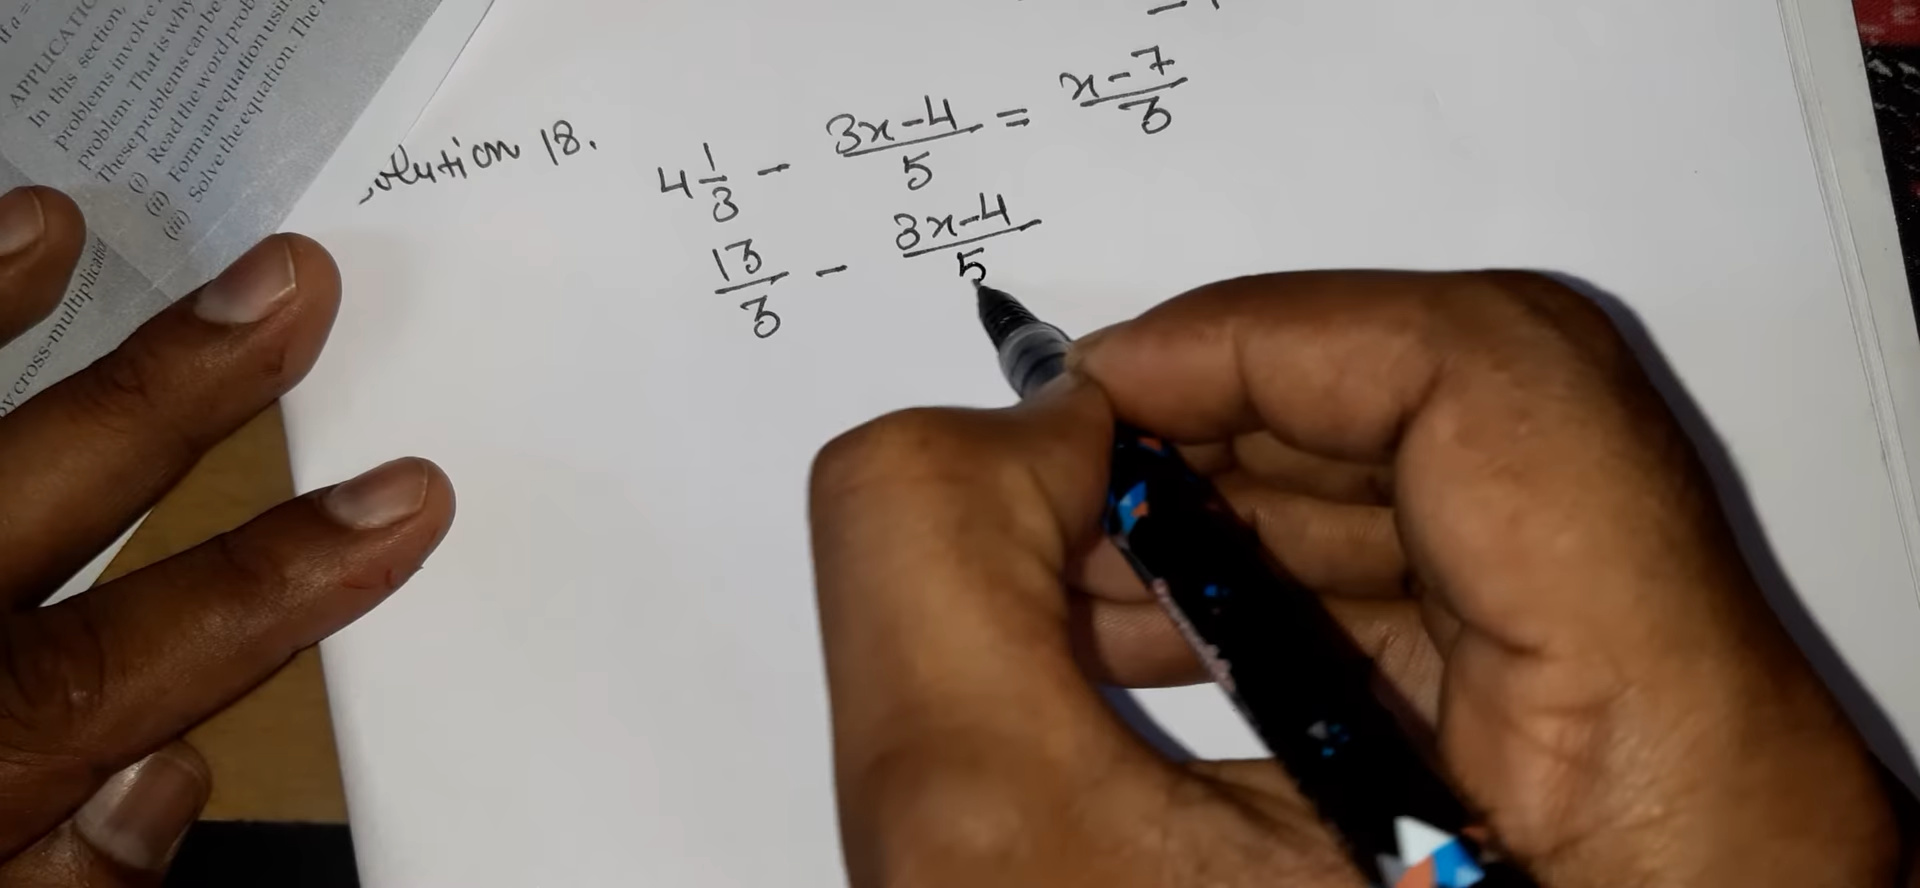 If a =
APPLICATIC
In this section,
problems involve
problem. That is why
These problems can be
(i) Read the word prob
(ii) Form an equation usin
(iii) Solve the equation. The
y cross-multiplicati
olution 18.
4 1/3 - (3x-4)/5 = (x-7)/3
13/3 - (3x-4)/5